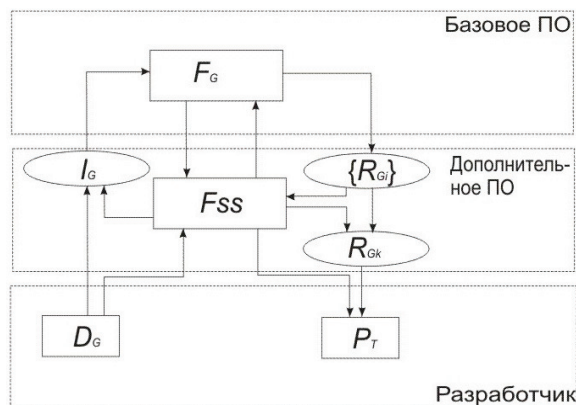 Базовое ПО
F_G
I_G
{R_Gi}
Дополнитель-
ное ПО
Fss
R_Gk
D_G
P_T
Разработчик